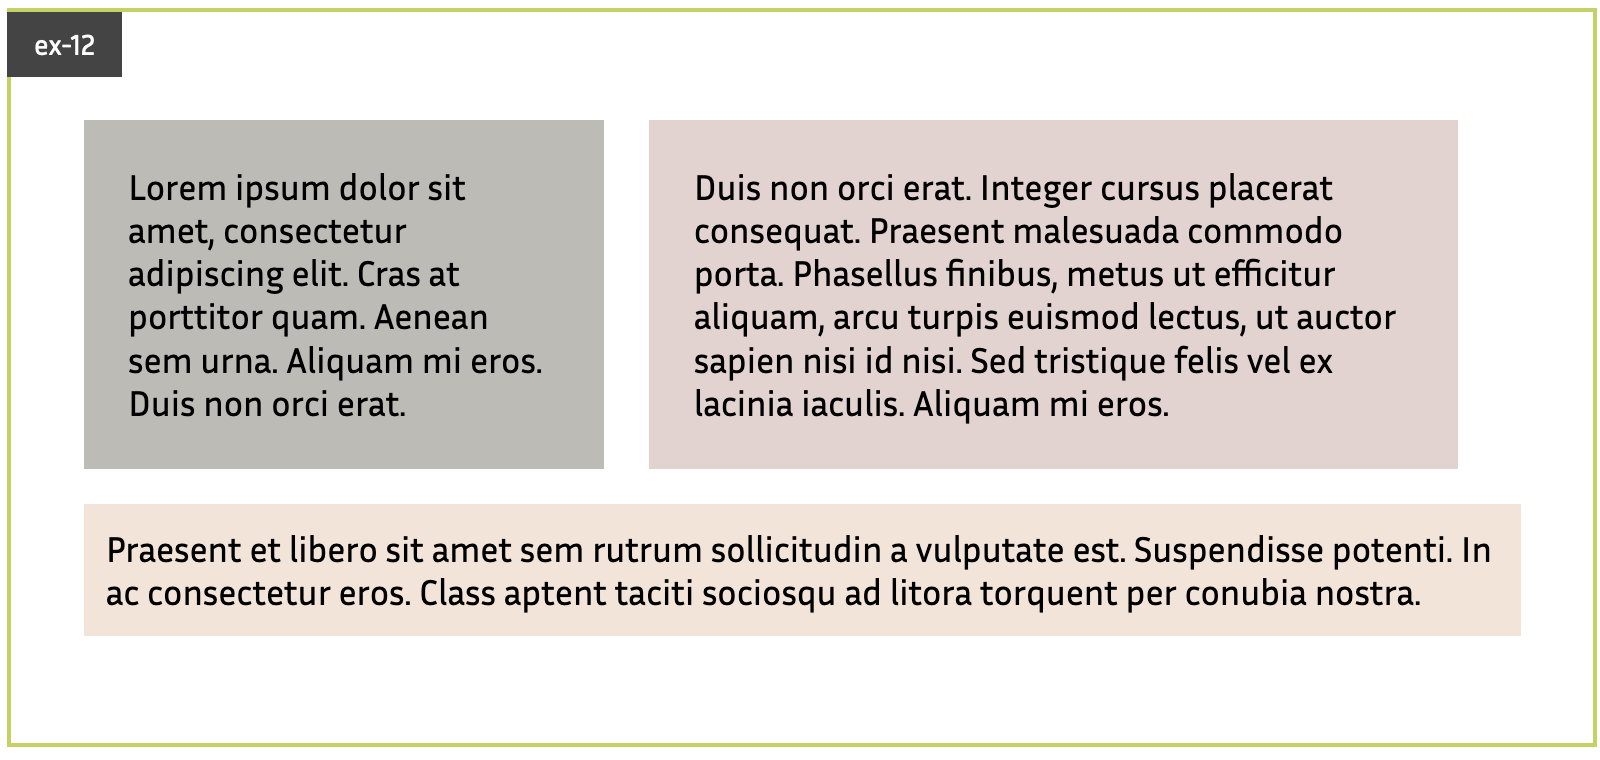 ex-12
Lorem ipsum dolor sit
amet, consectetur
adipiscing elit. Cras at
porttitor quam. Aenean
sem urna. Aliquam mi eros.
Duis non orci erat.
Duis non orci erat. Integer cursus placerat
consequat. Praesent malesuada commodo
porta. Phasellus finibus, metus ut efficitur
aliquam, arcu turpis euismod lectus, ut auctor
sapien nisi id nisi. Sed tristique felis vel ex
lacinia iaculis. Aliquam mi eros.
Praesent et libero sit amet sem rutrum sollicitudin a vulputate est. Suspendisse potenti. In
ac consectetur eros. Class aptent taciti sociosqu ad litora torquent per conubia nostra.